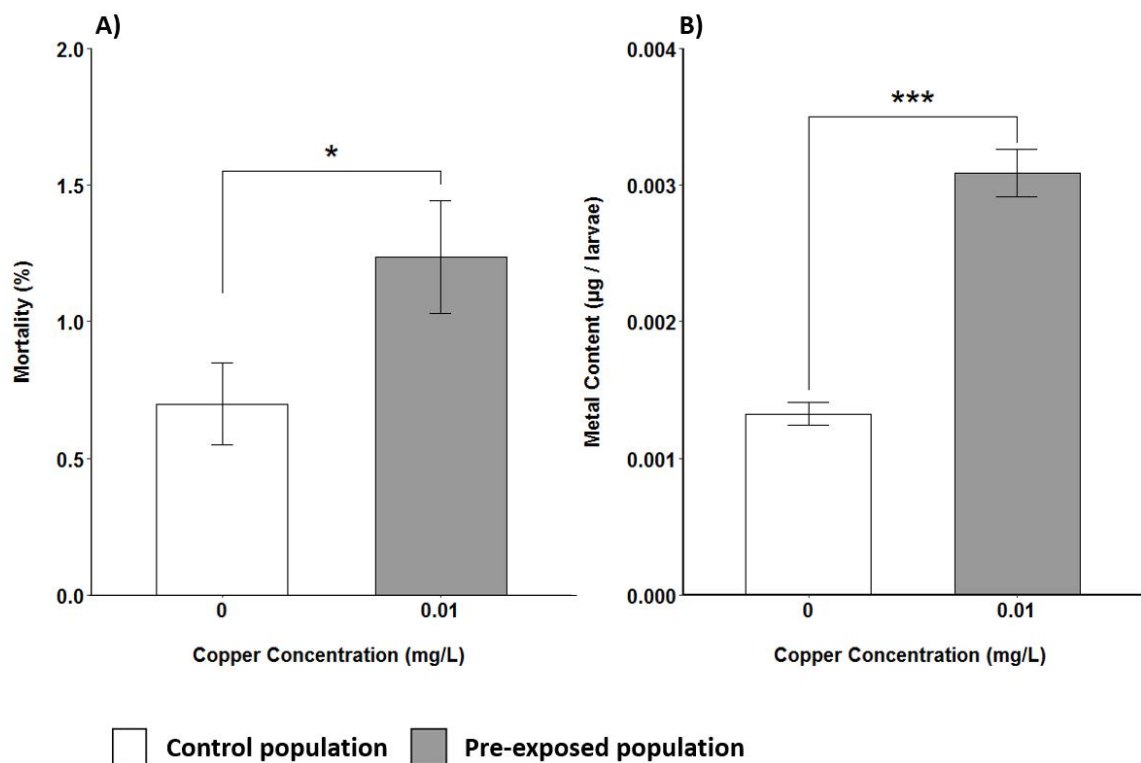 A)
2.0
1.5
1.0
0.5
0.0
Mortality (%)
*
0
0.01
Copper Concentration (mg/L)
B)
0.004
0.003
0.002
0.001
0.000
Metal Content (µg / larvae)
***
0
0.01
Copper Concentration (mg/L)
Control population
Pre-exposed population